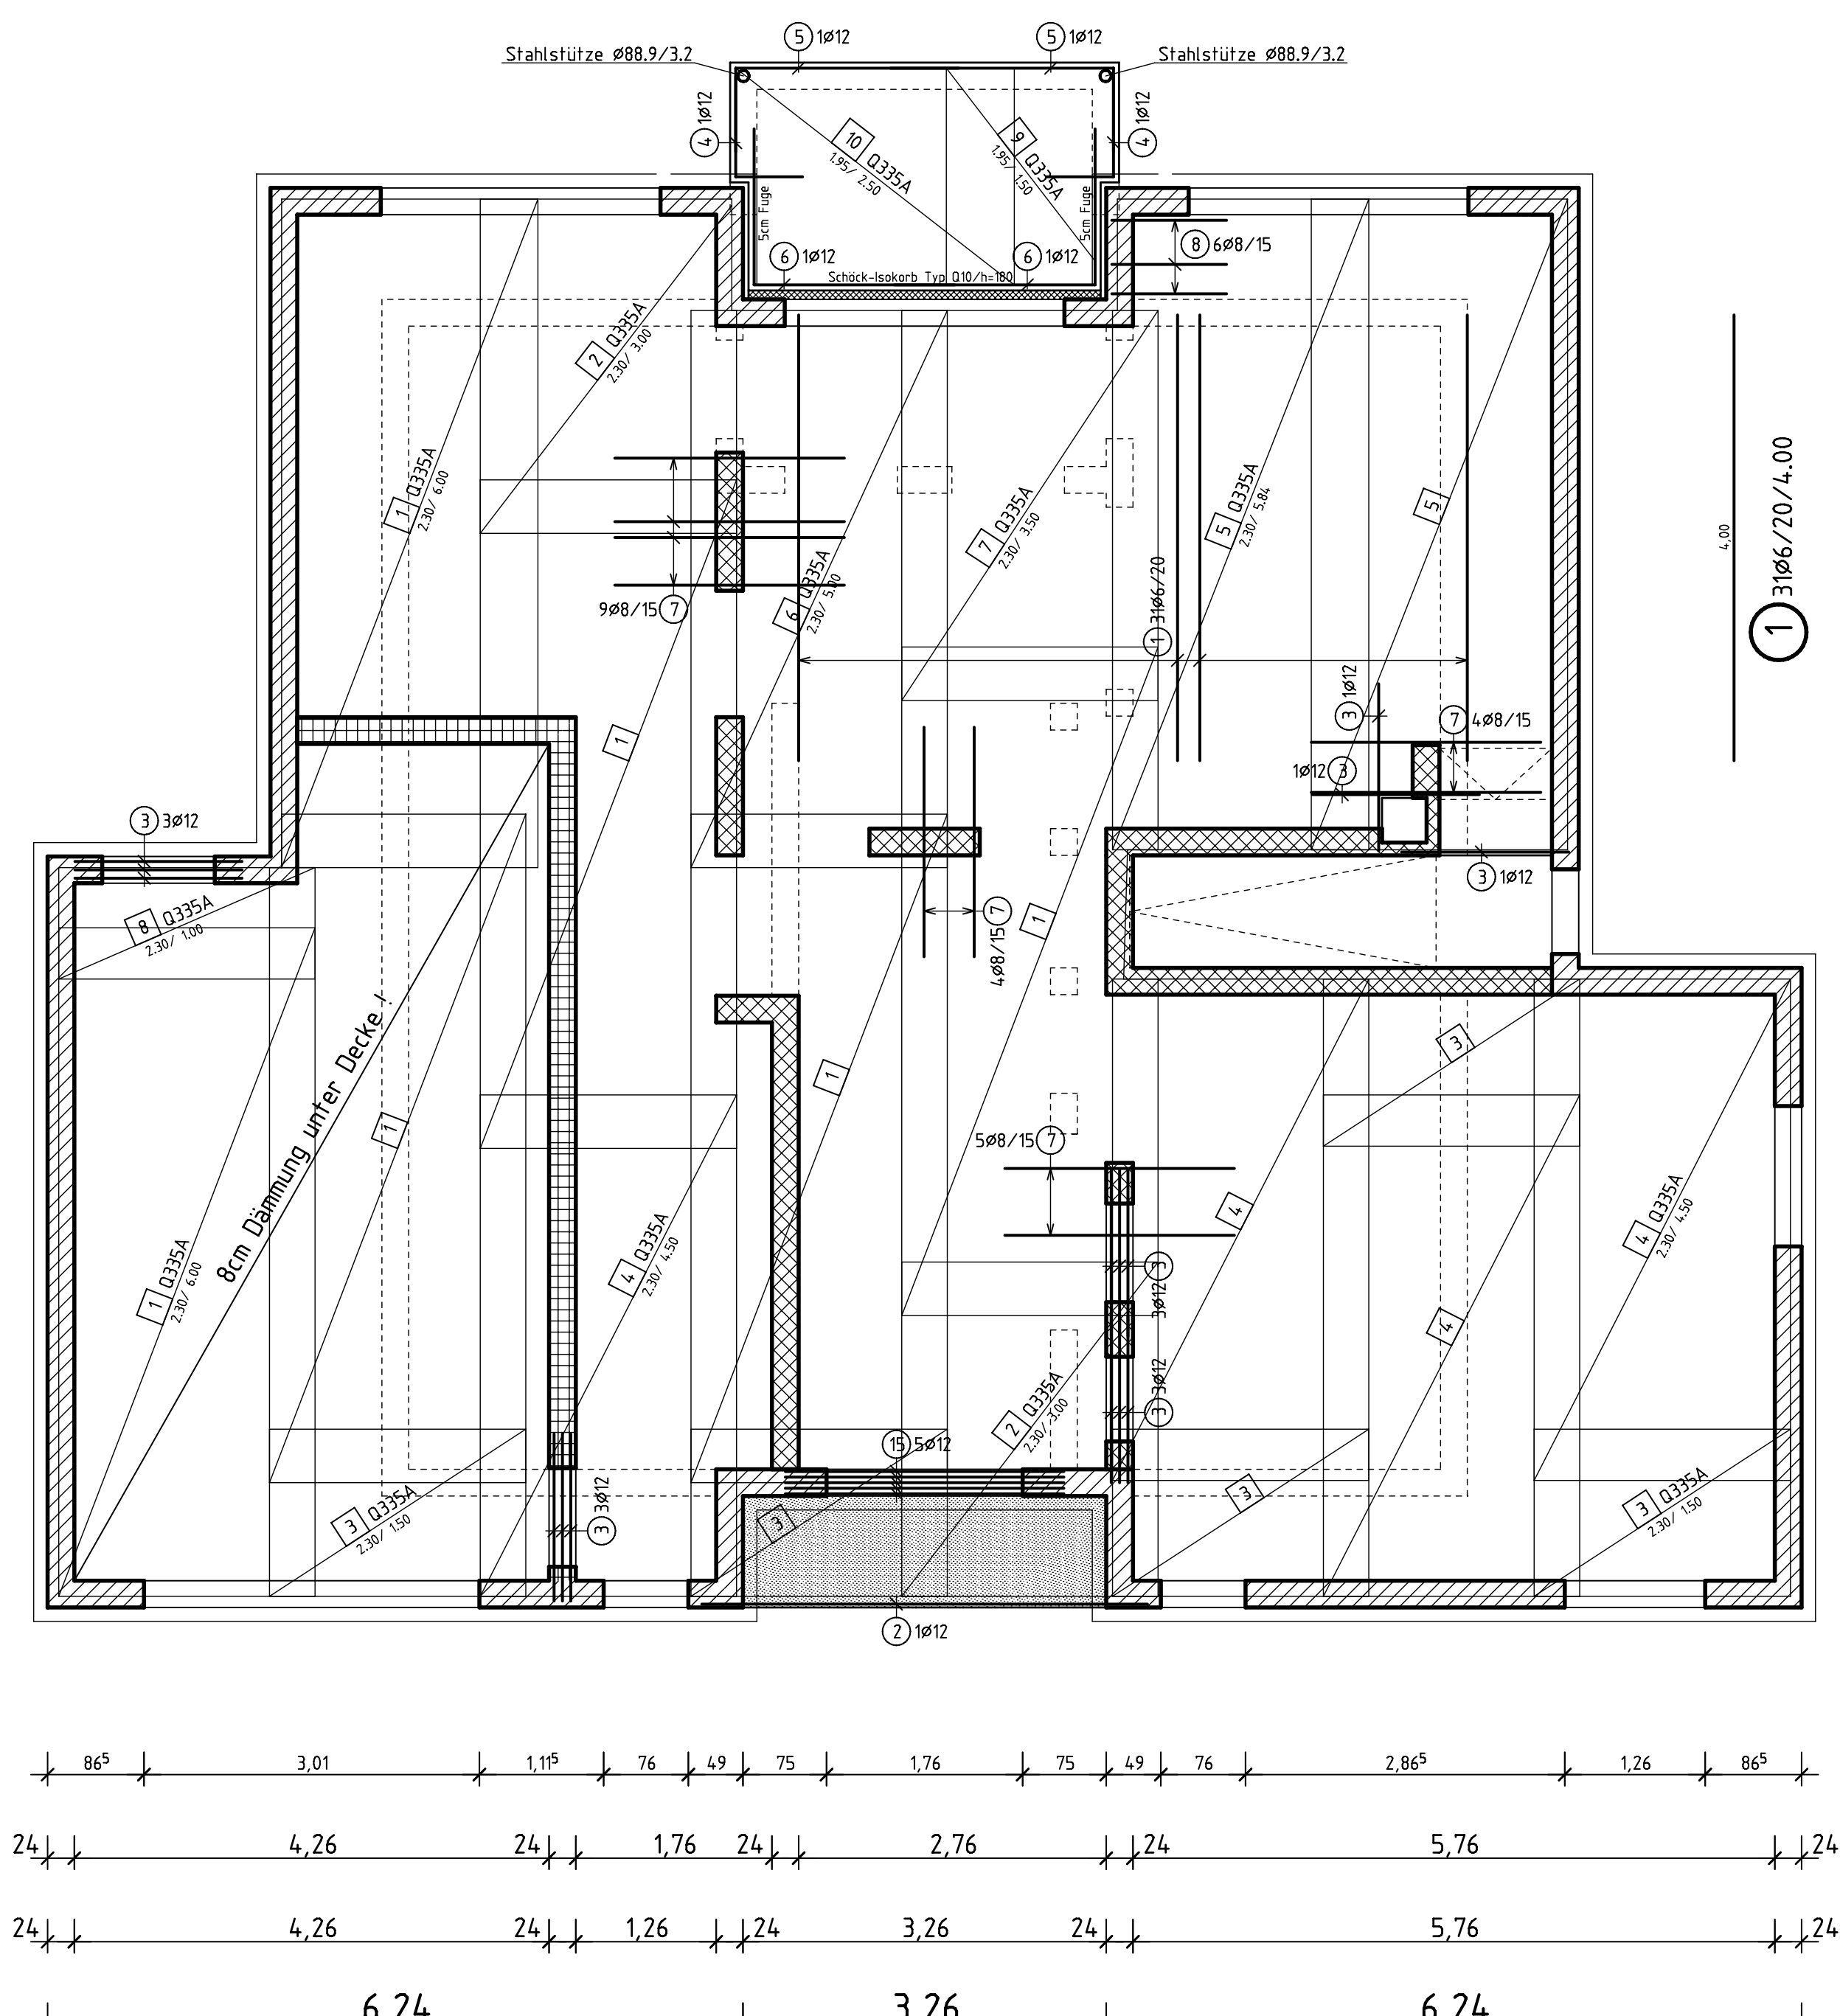 5 1ø12
5 1ø12
Stahlstütze ø88.9/3.2
Stahlstütze ø88.9/3.2
4 1ø12
4 1ø12
10 Q335A
1.95/ 2.50
9 Q335A
1.95/ 1.50
5cm Fuge
5cm Fuge
6 1ø12
6 1ø12
Schöck-Isokorb Typ Q10/h=180
8 6ø8/15
2 Q335A
2.30/ 3.00
1 Q335A
2.30/ 6.00
7 Q335A
2.30/ 3.50
5 Q335A
2.30/ 5.84
5
4,00
1 31ø6/20/4.00
6 Q335A
2.30/ 5.00
9ø8/15 7
1 31ø6/20
1
3 1ø12
7 4ø8/15
1ø12 3
3 3ø12
3 1ø12
8 Q335A
2.30/ 1.00
4ø8/15 7
1
8cm Dämmung unter Decke !
3
1
1
5ø8/15 7
4
4 Q335A
2.30/ 4.50
4 Q335A
2.30/ 4.50
1 Q335A
2.30/ 6.00
3ø12 3
4
3 3ø12
2 Q335A
2.30/ 3.00
15 5ø12
3 Q335A
2.30/ 1.50
3 3ø12
3
3
3 Q335A
2.30/ 1.50
2 1ø12
86⁵ 3,01 1,11⁵ 76 49 75 1,76 75 49 76 2,86⁵ 1,26 86⁵
24 4,26 24 1,76 24 2,76 24 5,76 24
24 4,26 24 1,26 24 3,26 24 5,76 24
6,24 3,26 6,24